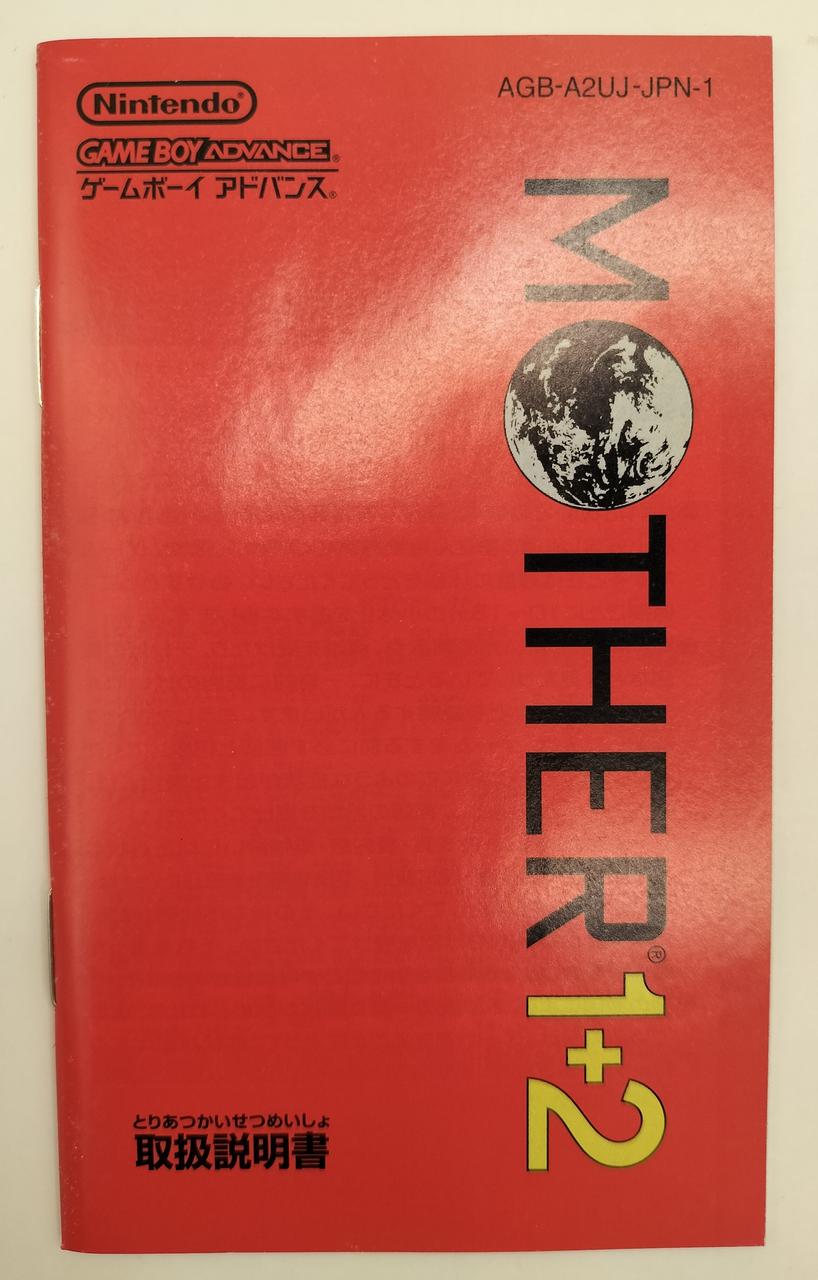 Nintendo®
AGB-A2UJ-JPN-1
GAME BOY ADVANCE®
ゲームボーイ アドバンス®
MOTHER® 1+2
とりあつかいせつめいしょ
取扱説明書